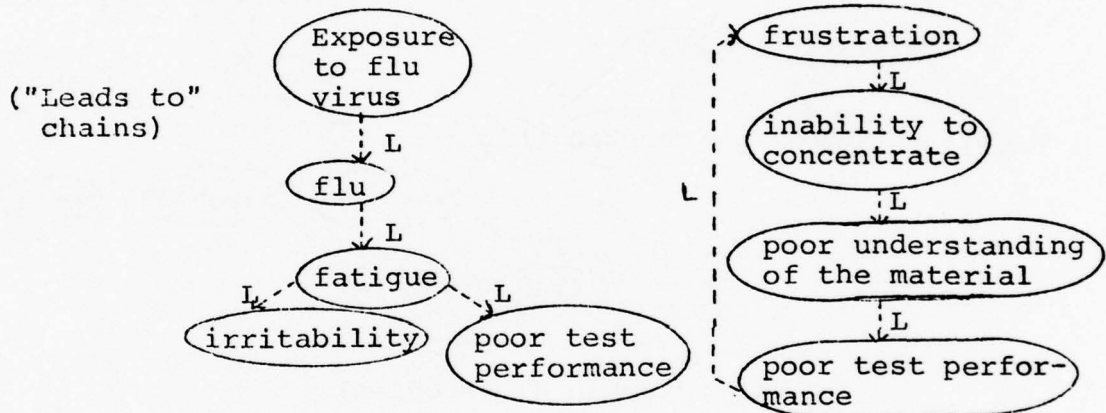 ("Leads to"
chains)
Exposure
to flu
virus
L
flu
L
fatigue
L
L
irritability
poor test
performance
frustration
L
inability to
concentrate
L
L
poor understanding
of the material
L
poor test perfor-
mance